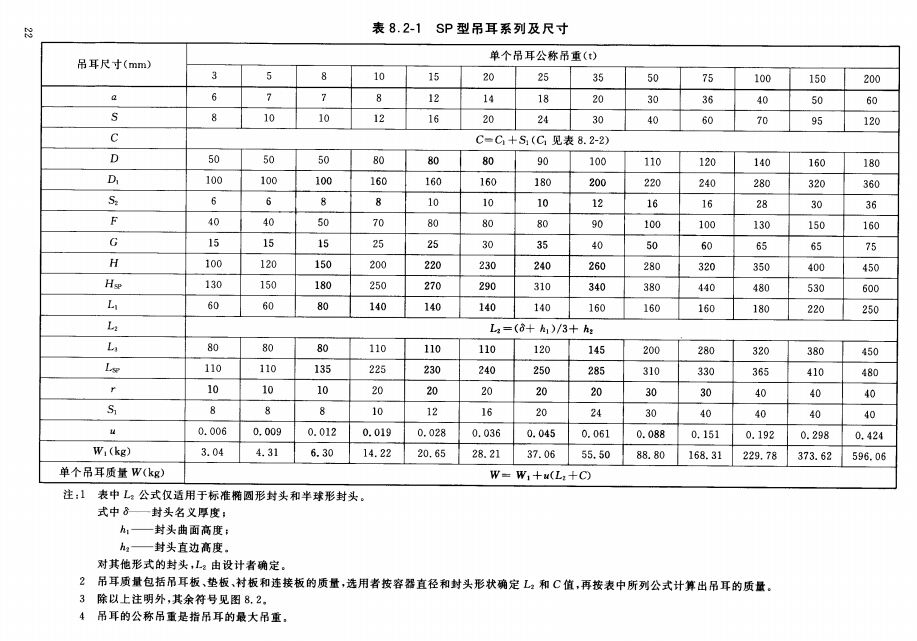 22
表 8.2-1 SP 型吊耳系列及尺寸
吊耳尺寸(mm) 单个吊耳公称吊重(t)
3 5 8 10 15 20 25 35 50 75 100 150 200
a 6 7 7 8 12 14 18 20 30 36 40 50 60
S 8 10 10 12 16 20 24 30 40 60 70 95 120
C C=C₁+S₁(C₁ 见表 8.2-2)
D 50 50 50 80 80 80 90 100 110 120 140 160 180
D₁ 100 100 100 160 160 160 180 200 220 240 280 320 360
S₂ 6 6 8 8 10 10 10 12 16 16 28 30 36
F 40 40 50 70 80 80 80 90 100 100 130 150 160
G 15 15 15 25 25 30 35 40 50 60 65 65 75
H 100 120 150 200 220 230 240 260 280 320 350 400 450
H_SP 130 150 180 250 270 290 310 340 380 440 480 530 600
L₁ 60 60 80 140 140 140 140 160 160 160 180 220 250
L₂ L₂=(δ+h₁)/3+h₂
L₃ 80 80 80 110 110 110 120 145 200 280 320 380 450
L_SP 110 110 135 225 230 240 250 285 310 330 365 410 480
r 10 10 10 20 20 20 20 20 30 30 40 40 40
S₁ 8 8 8 10 12 16 20 24 30 40 40 40 40
u 0.006 0.009 0.012 0.019 0.028 0.036 0.045 0.061 0.088 0.151 0.192 0.298 0.424
W₁(kg) 3.04 4.31 6.30 14.22 20.65 28.21 37.06 55.50 88.80 168.31 229.78 373.62 596.06
单个吊耳质量 W(kg) W=W₁+u(L₂+C)
注:1 表中 L₂ 公式仅适用于标准椭圆形封头和半球形封头。
式中 δ——封头名义厚度;
h₁——封头曲面高度;
h₂——封头直边高度。
对其他形式的封头,L₂ 由设计者确定。
2 吊耳质量包括吊耳板、垫板、衬板和连接板的质量,选用者按容器直径和封头形状确定 L₂ 和 C 值,再按表中所列公式计算出吊耳的质量。
3 除以上注明外,其余符号见图 8.2。
4 吊耳的公称吊重是指吊耳的最大吊重。